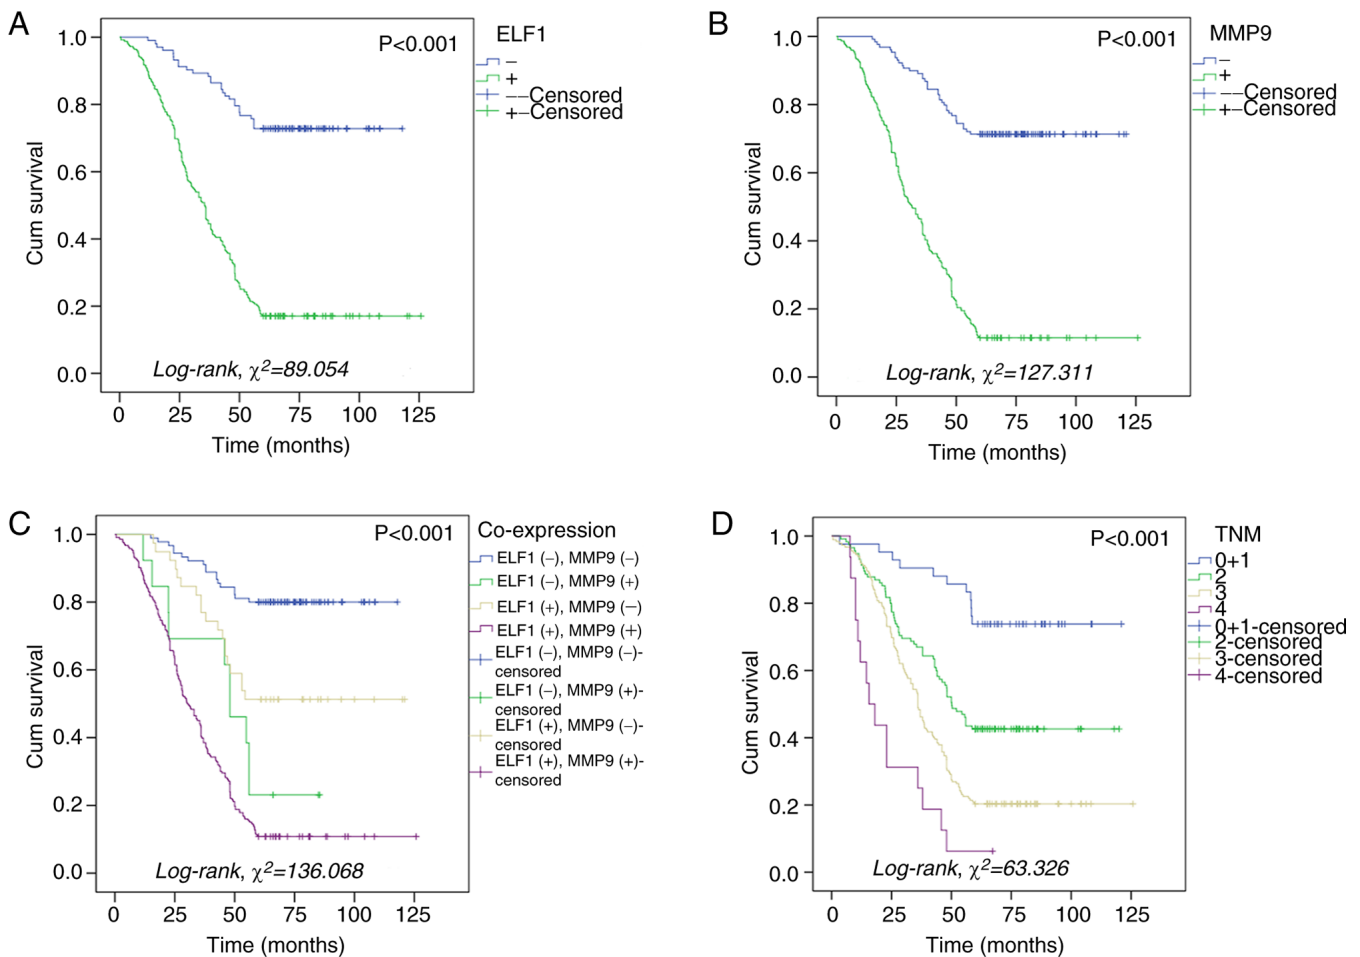 A
P<0.001
ELF1
−
+
−−Censored
+−Censored
1.0
0.8
0.6
0.4
0.2
0.0
Cum survival
Log-rank, χ²=89.054
0 25 50 75 100 125
Time (months)
B
P<0.001
MMP9
−
+
−−Censored
+−Censored
1.0
0.8
0.6
0.4
0.2
0.0
Cum survival
Log-rank, χ²=127.311
0 25 50 75 100 125
Time (months)
C
P<0.001
Co-expression
ELF1 (−), MMP9 (−)
ELF1 (−), MMP9 (+)
ELF1 (+), MMP9 (−)
ELF1 (+), MMP9 (+)
ELF1 (−), MMP9 (−)-
censored
ELF1 (−), MMP9 (+)-
censored
ELF1 (+), MMP9 (−)-
censored
ELF1 (+), MMP9 (+)-
censored
1.0
0.8
0.6
0.4
0.2
0.0
Cum survival
Log-rank, χ²=136.068
0 25 50 75 100 125
Time (months)
D
P<0.001
TNM
0+1
2
3
4
0+1-censored
2-censored
3-censored
4-censored
1.0
0.8
0.6
0.4
0.2
0.0
Cum survival
Log-rank, χ²=63.326
0 25 50 75 100 125
Time (months)